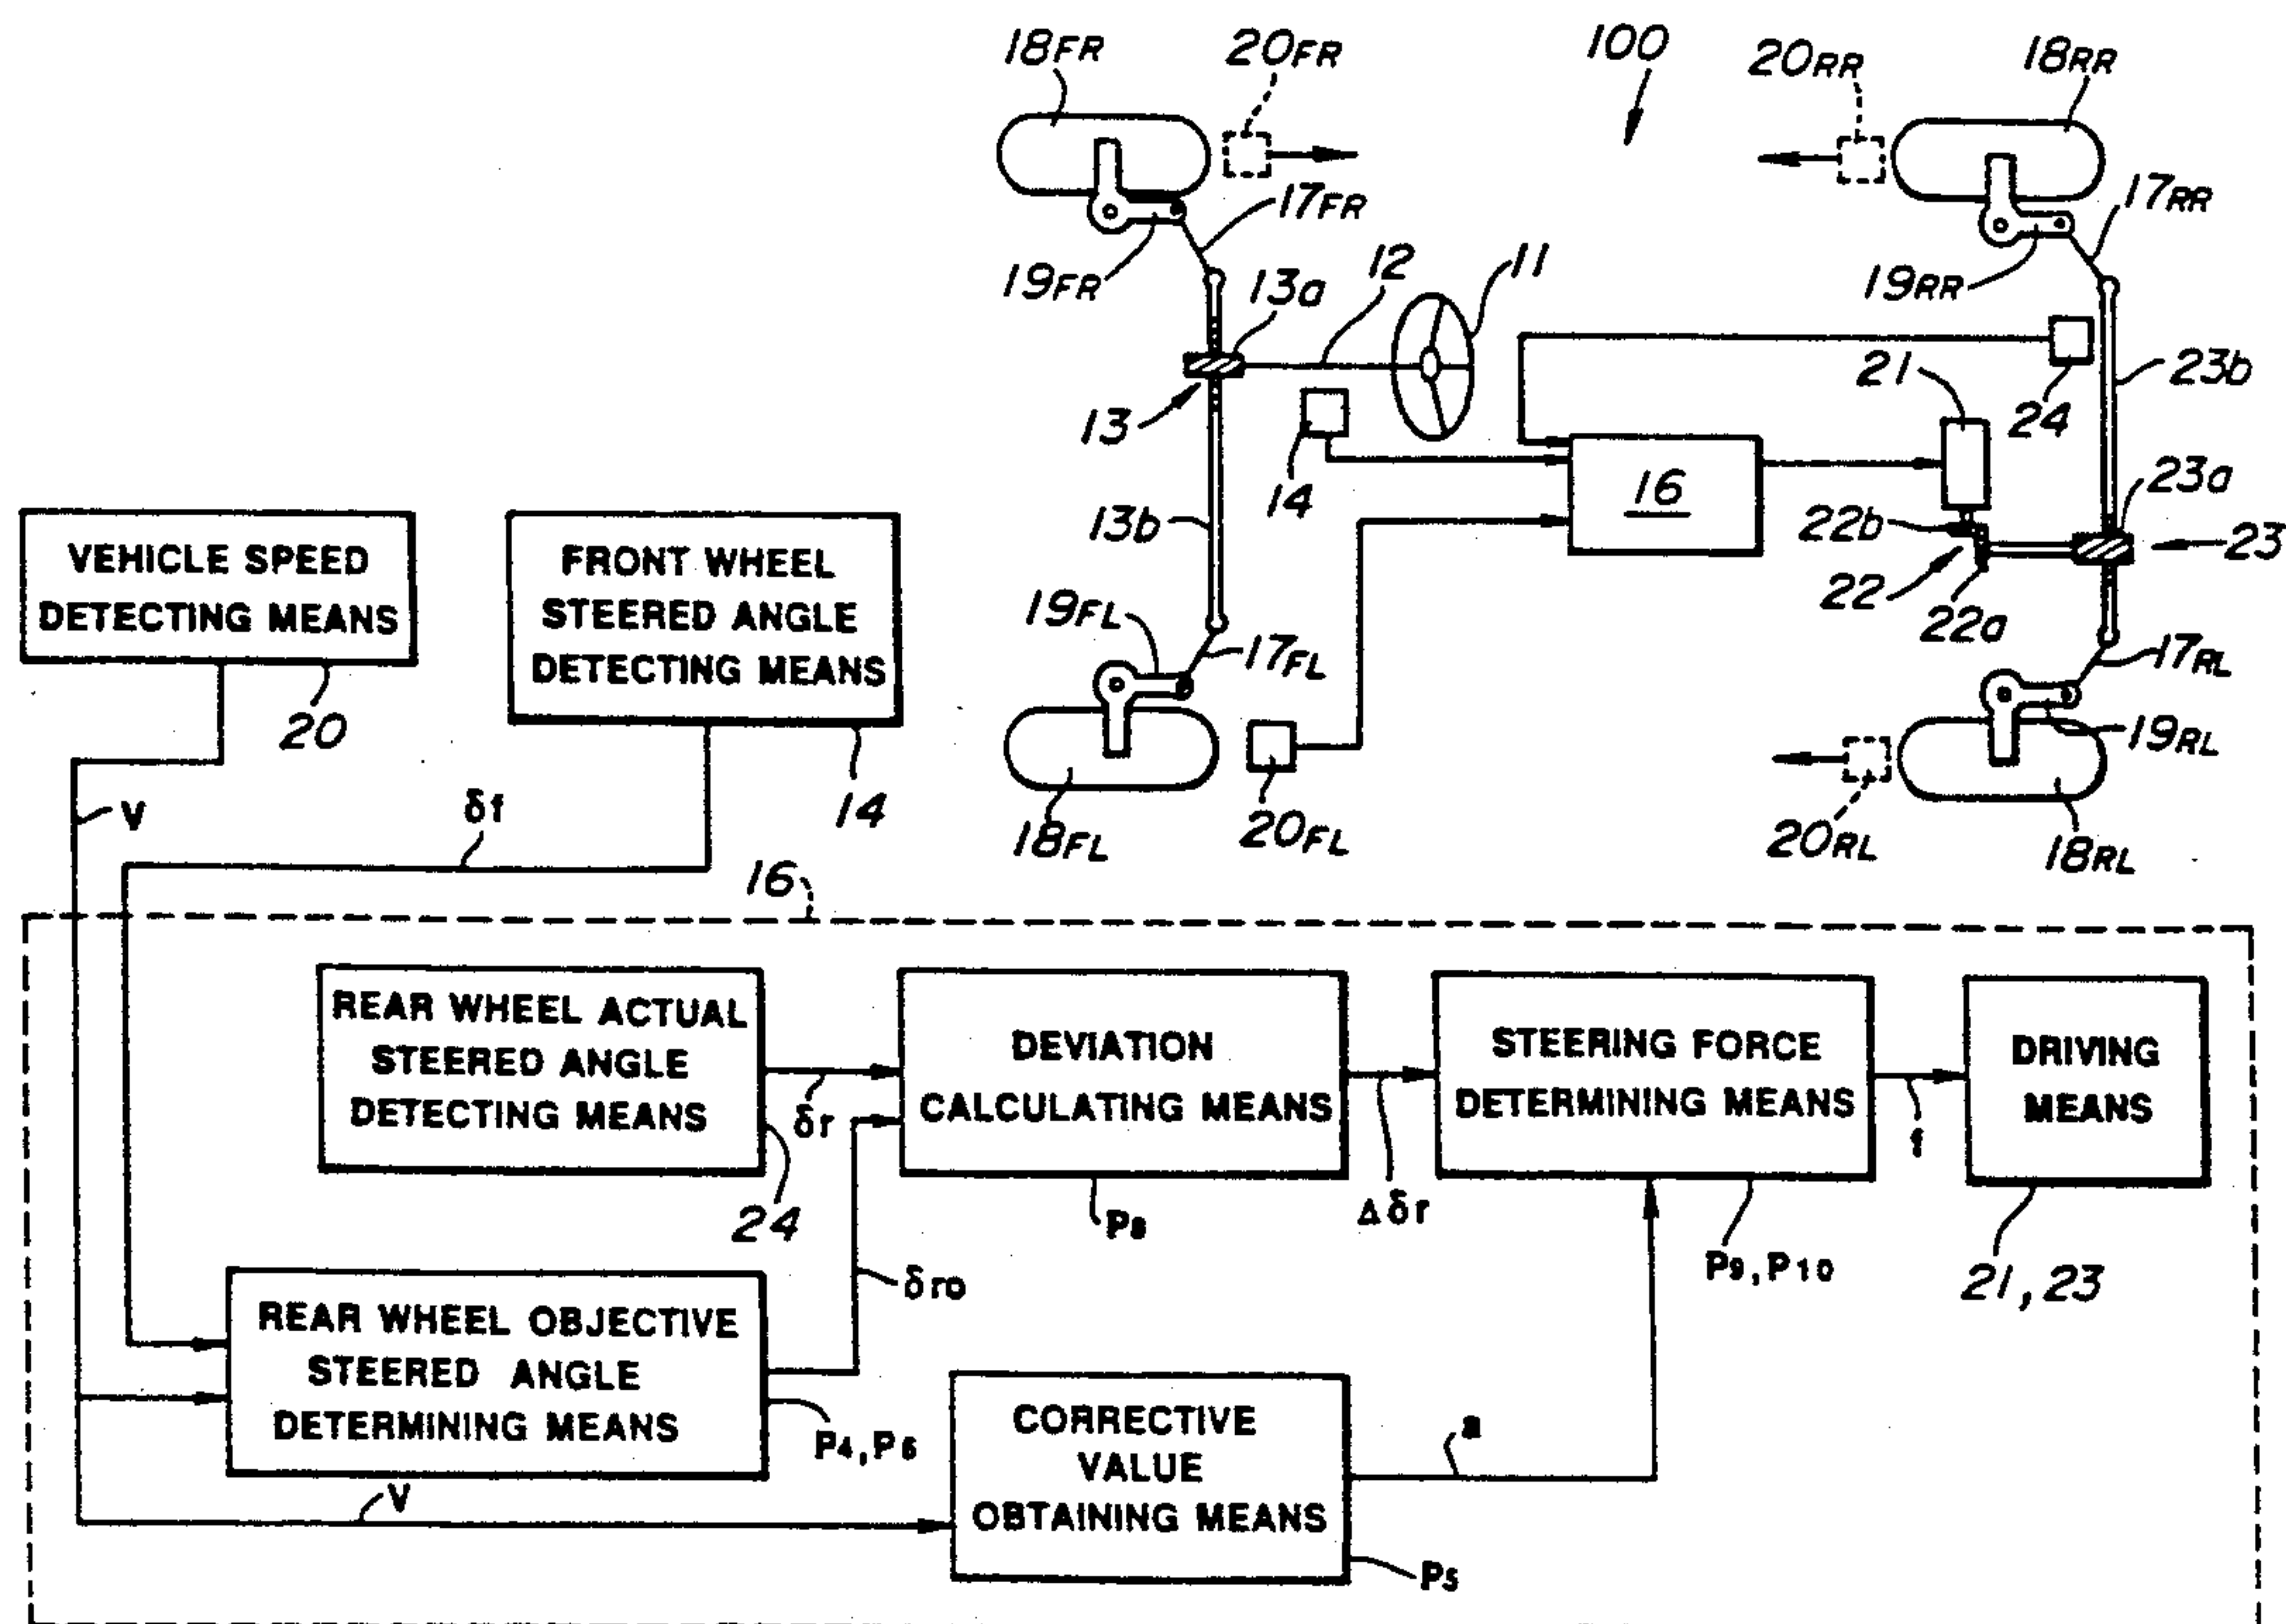 18FR
20FR
100
20RR
18RR
17FR
17RR
19FR
13a
12
11
19RR
21
24
23b
13
14
16
23a
13b
22b
23
22
22a
19FL
17FL
17RL
19RL
18FL
20FL
20RL
18RL
VEHICLE SPEED
DETECTING MEANS
20
FRONT WHEEL
STEERED ANGLE
DETECTING MEANS
14
V
δf
16
REAR WHEEL ACTUAL
STEERED ANGLE
DETECTING MEANS
24
δr
DEVIATION
CALCULATING MEANS
P8
Δδr
STEERING FORCE
DETERMINING MEANS
P9, P10
f
DRIVING
MEANS
21, 23
REAR WHEEL OBJECTIVE
STEERED ANGLE
DETERMINING MEANS
P4, P6
δro
V
CORRECTIVE
VALUE
OBTAINING MEANS
P5
a